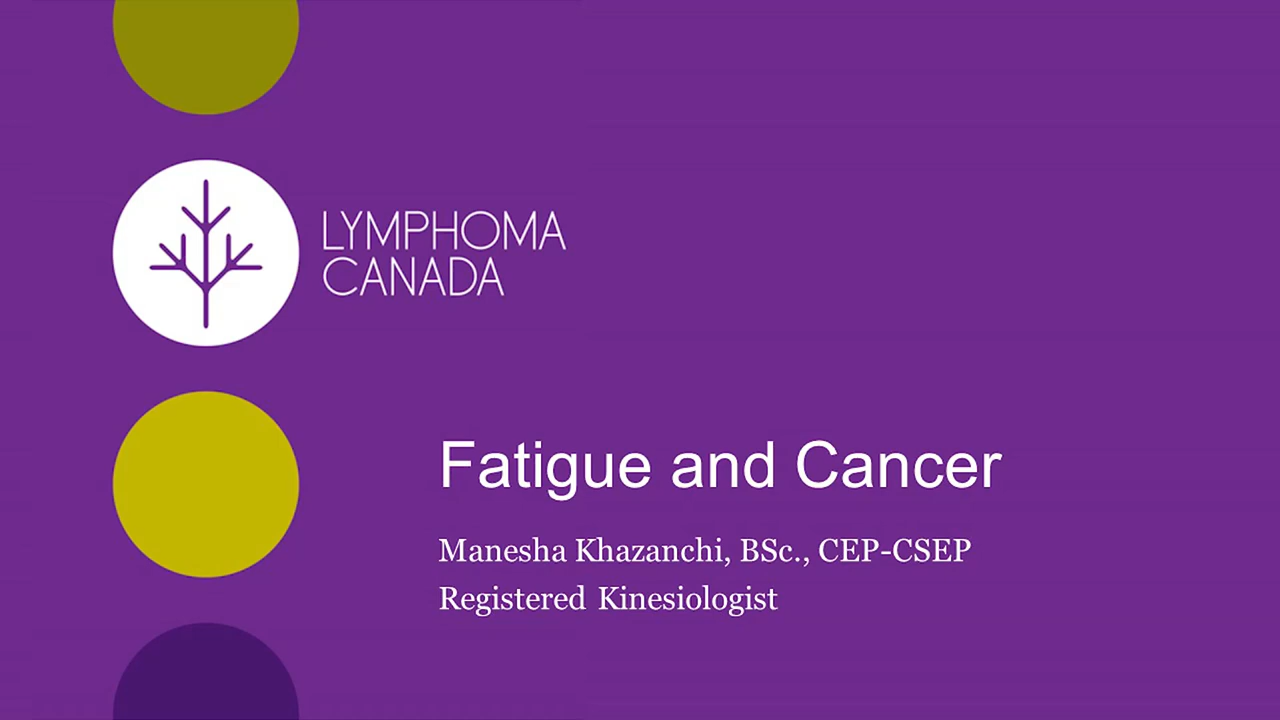 LYMPHOMA
CANADA
Fatigue and Cancer
Manesha Khazanchi, BSc., CEP-CSEP
Registered Kinesiologist